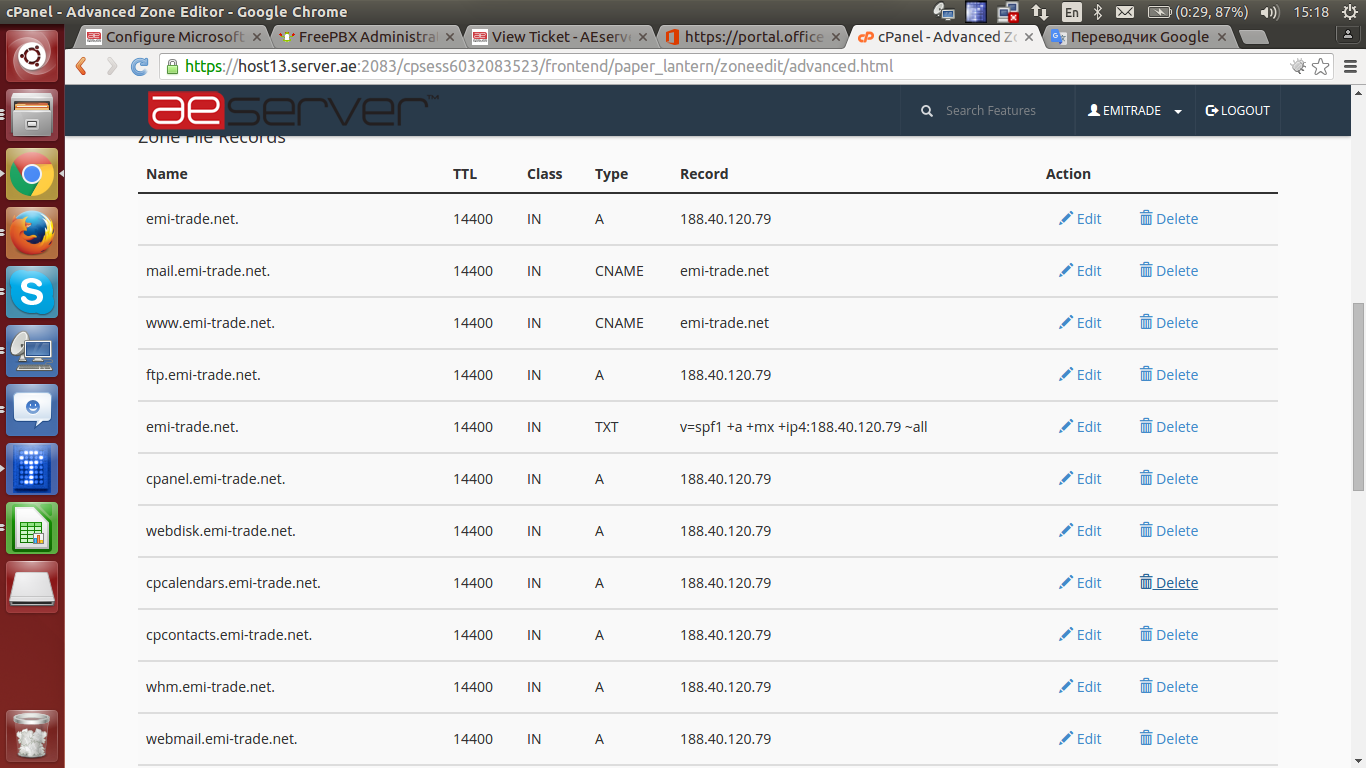 cPanel - Advanced Zone Editor - Google Chrome
En
(0:29, 87%)
15:18
Configure Microsoft
FreePBX Administra
View Ticket - AEserv
https://portal.office
cPanel - Advanced Zo
Переводчик Google
https://host13.server.ae:2083/cpsess6032083523/frontend/paper_lantern/zoneedit/advanced.html
aeserver™
Search Features
EMITRADE
LOGOUT
Zone File Records
Name TTL Class Type Record Action
emi-trade.net. 14400 IN A 188.40.120.79 Edit Delete
mail.emi-trade.net. 14400 IN CNAME emi-trade.net Edit Delete
www.emi-trade.net. 14400 IN CNAME emi-trade.net Edit Delete
ftp.emi-trade.net. 14400 IN A 188.40.120.79 Edit Delete
emi-trade.net. 14400 IN TXT v=spf1 +a +mx +ip4:188.40.120.79 ~all Edit Delete
cpanel.emi-trade.net. 14400 IN A 188.40.120.79 Edit Delete
webdisk.emi-trade.net. 14400 IN A 188.40.120.79 Edit Delete
cpcalendars.emi-trade.net. 14400 IN A 188.40.120.79 Edit Delete
cpcontacts.emi-trade.net. 14400 IN A 188.40.120.79 Edit Delete
whm.emi-trade.net. 14400 IN A 188.40.120.79 Edit Delete
webmail.emi-trade.net. 14400 IN A 188.40.120.79 Edit Delete